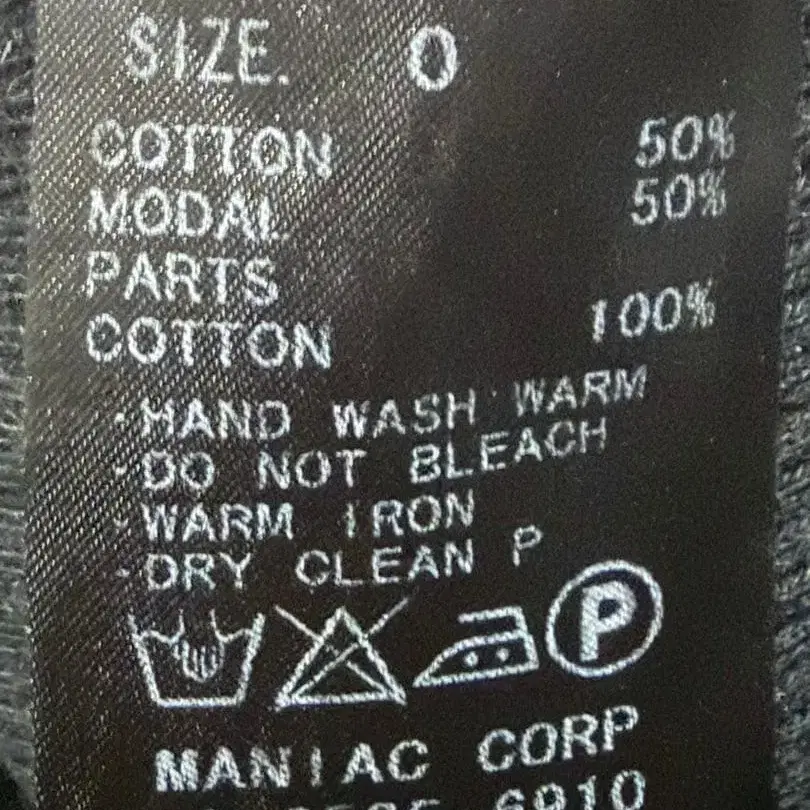 SIZE. 0
COTTON 50%
MODAL 50%
PARTS
COTTON 100%
·HAND WASH WARM
·DO NOT BLEACH
·WARM IRON
·DRY CLEAN P
P
MANIAC CORP
6910